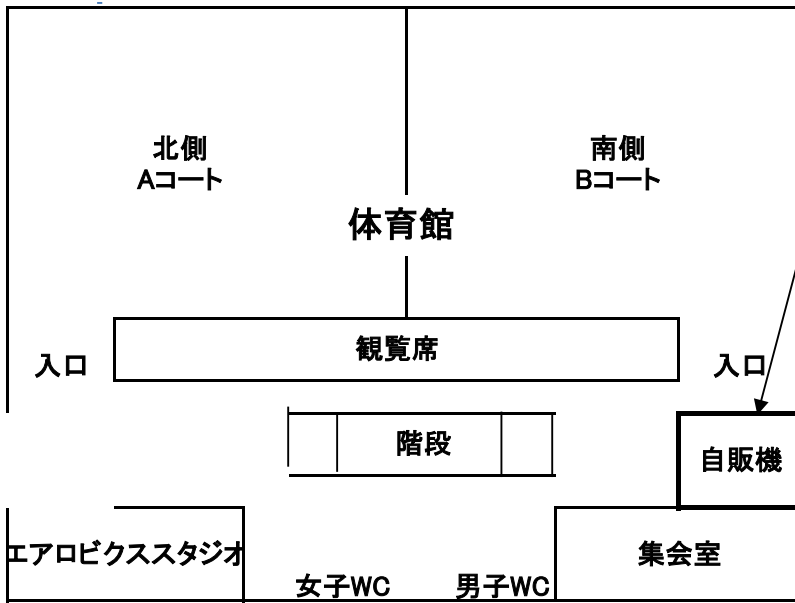 北側
Aコート
南側
Bコート
体育館
観覧席
入口
入口
階段
自販機
エアロビクススタジオ
集会室
女子WC
男子WC